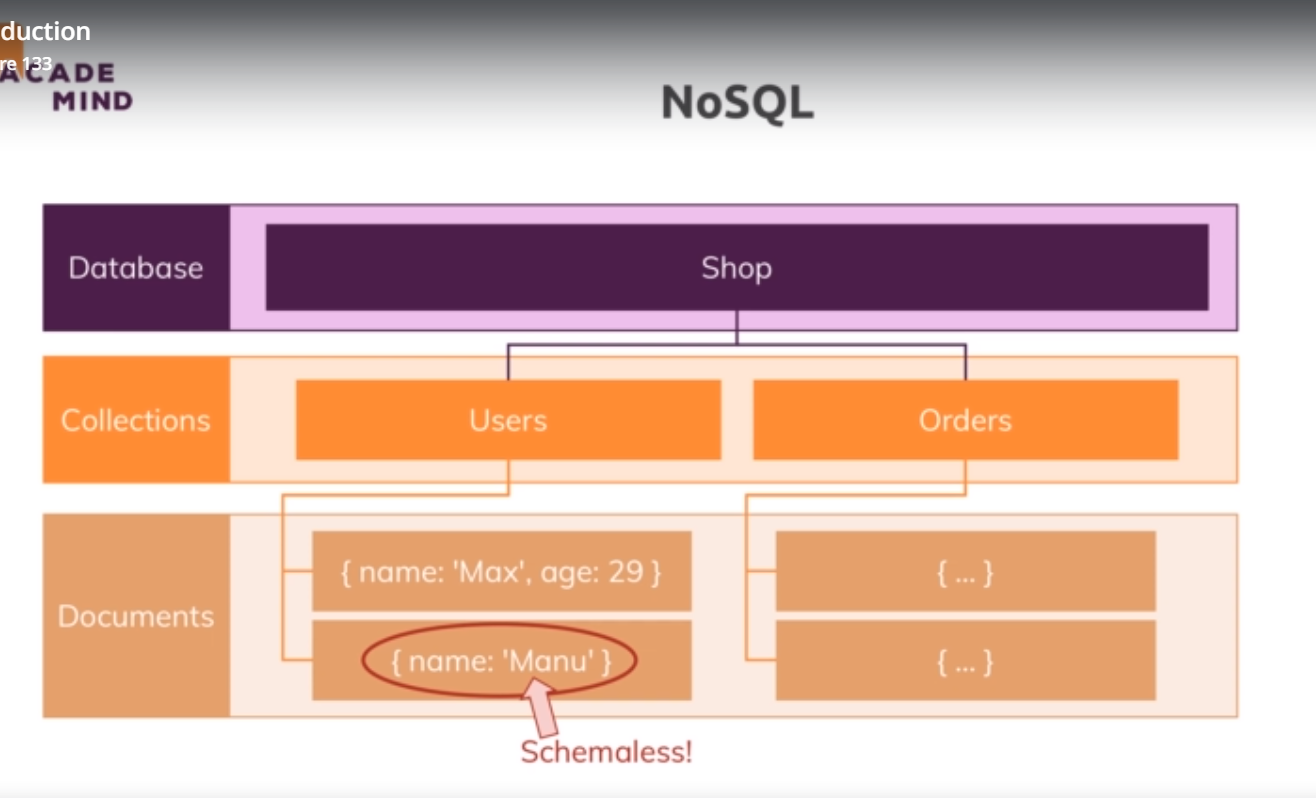 duction
re 133
ACADE
MIND
NoSQL
Database
Shop
Collections
Users
Orders
Documents
{ name: 'Max', age: 29 }
{ ... }
{ name: 'Manu' }
{ ... }
Schemaless!